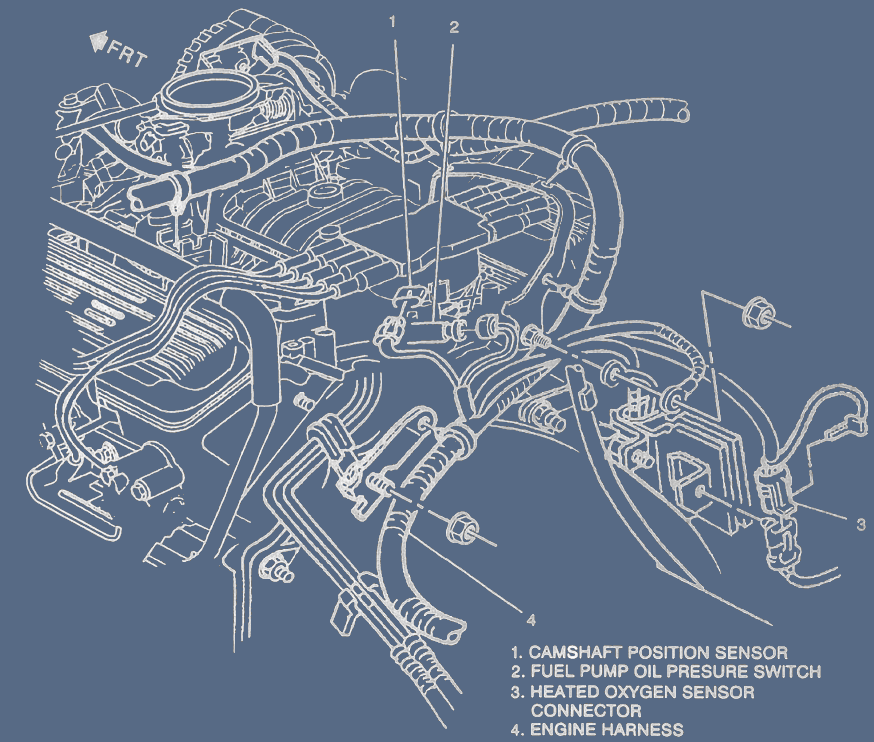 FRT
1
2
3
4
1. CAMSHAFT POSITION SENSOR
2. FUEL PUMP OIL PRESURE SWITCH
3. HEATED OXYGEN SENSOR
CONNECTOR
4. ENGINE HARNESS